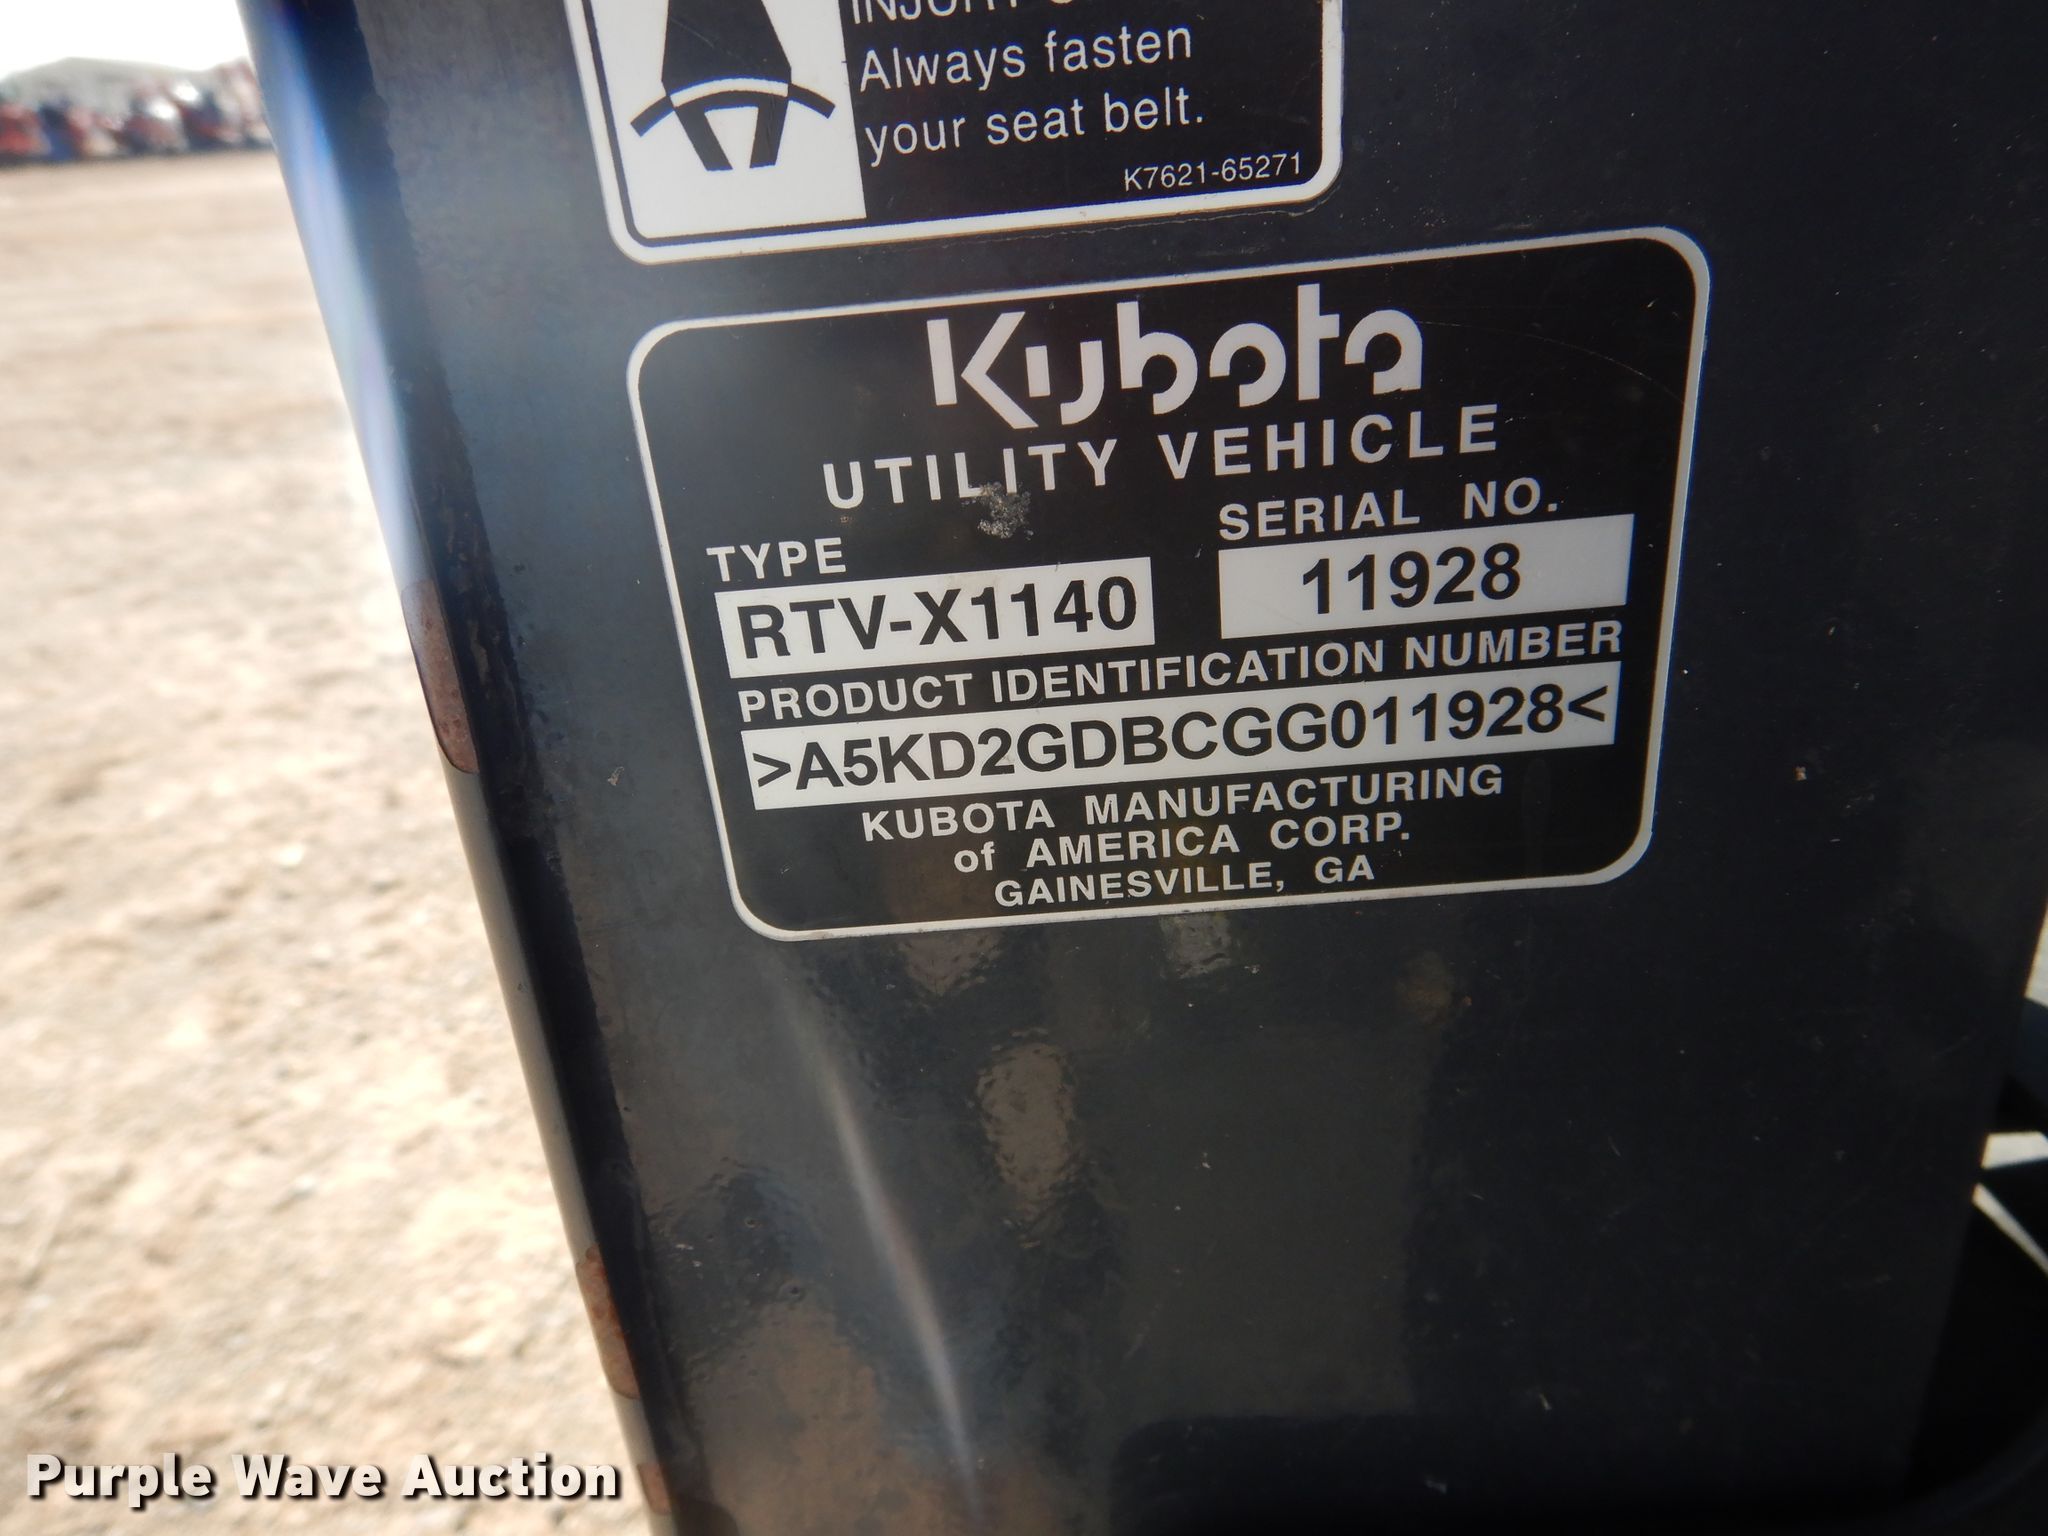 Always fasten
your seat belt.
K7621-65271
Kubota
UTILITY VEHICLE
TYPE
SERIAL NO.
RTV-X1140
11928
PRODUCT IDENTIFICATION NUMBER
>A5KD2GDBCGG011928<
KUBOTA MANUFACTURING
of AMERICA CORP.
GAINESVILLE, GA
Purple Wave Auction